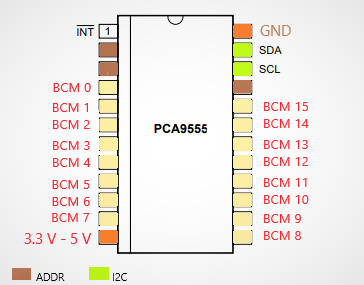 INT 1 GND
SDA
SCL
BCM 0
BCM 1 BCM 15
BCM 2 BCM 14
PCA9555
BCM 3 BCM 13
BCM 4 BCM 12
BCM 5 BCM 11
BCM 6 BCM 10
BCM 7 BCM 9
3.3 V - 5 V BCM 8
ADDR I2C